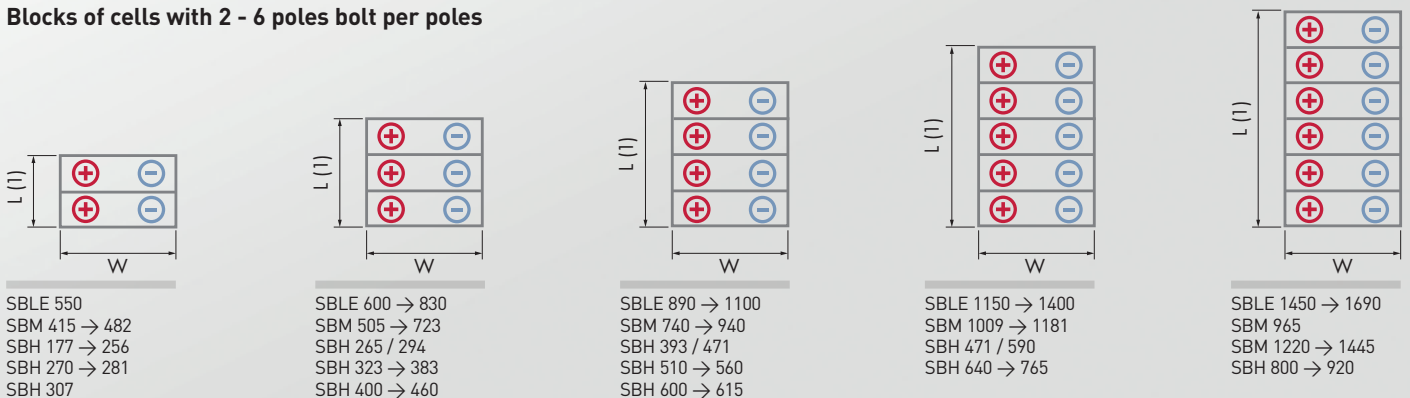 Blocks of cells with 2 - 6 poles bolt per poles
L (1)
+ −
+ −
W
SBLE 550
SBM 415 → 482
SBH 177 → 256
SBH 270 → 281
SBH 307
L (1)
+ −
+ −
+ −
W
SBLE 600 → 830
SBM 505 → 723
SBH 265 / 294
SBH 323 → 383
SBH 400 → 460
L (1)
+ −
+ −
+ −
+ −
W
SBLE 890 → 1100
SBM 740 → 940
SBH 393 / 471
SBH 510 → 560
SBH 600 → 615
L (1)
+ −
+ −
+ −
+ −
+ −
W
SBLE 1150 → 1400
SBM 1009 → 1181
SBH 471 / 590
SBH 640 → 765
L (1)
+ −
+ −
+ −
+ −
+ −
+ −
W
SBLE 1450 → 1690
SBM 965
SBM 1220 → 1445
SBH 800 → 920